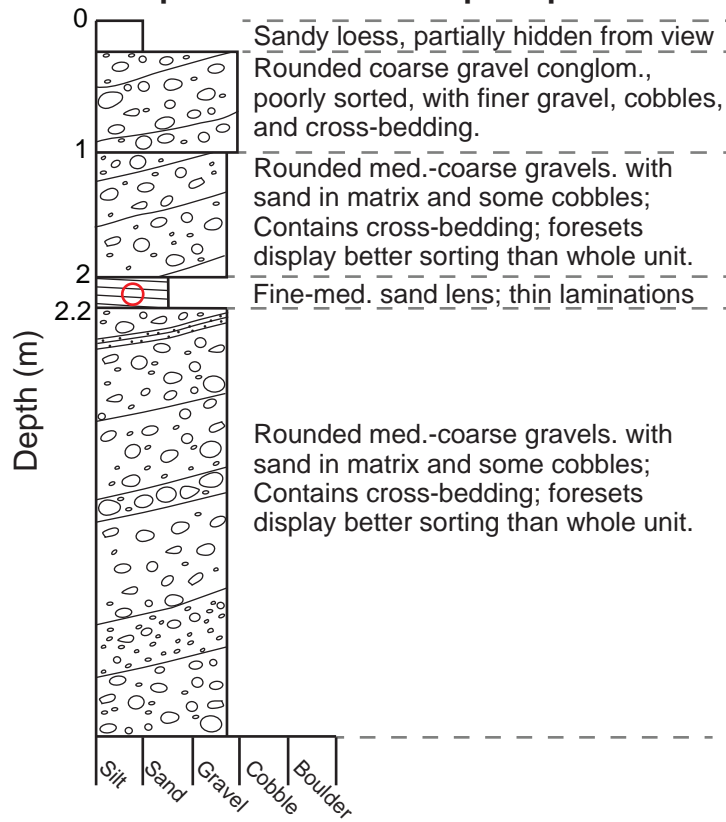 0
Sandy loess, partially hidden from view
Rounded coarse gravel conglom.,
poorly sorted, with finer gravel, cobbles,
and cross-bedding.
1
Rounded med.-coarse gravels. with
sand in matrix and some cobbles;
Contains cross-bedding; foresets
display better sorting than whole unit.
2
Fine-med. sand lens; thin laminations
2.2
Depth (m)
Rounded med.-coarse gravels. with
sand in matrix and some cobbles;
Contains cross-bedding; foresets
display better sorting than whole unit.
Silt
Sand
Gravel
Cobble
Boulder